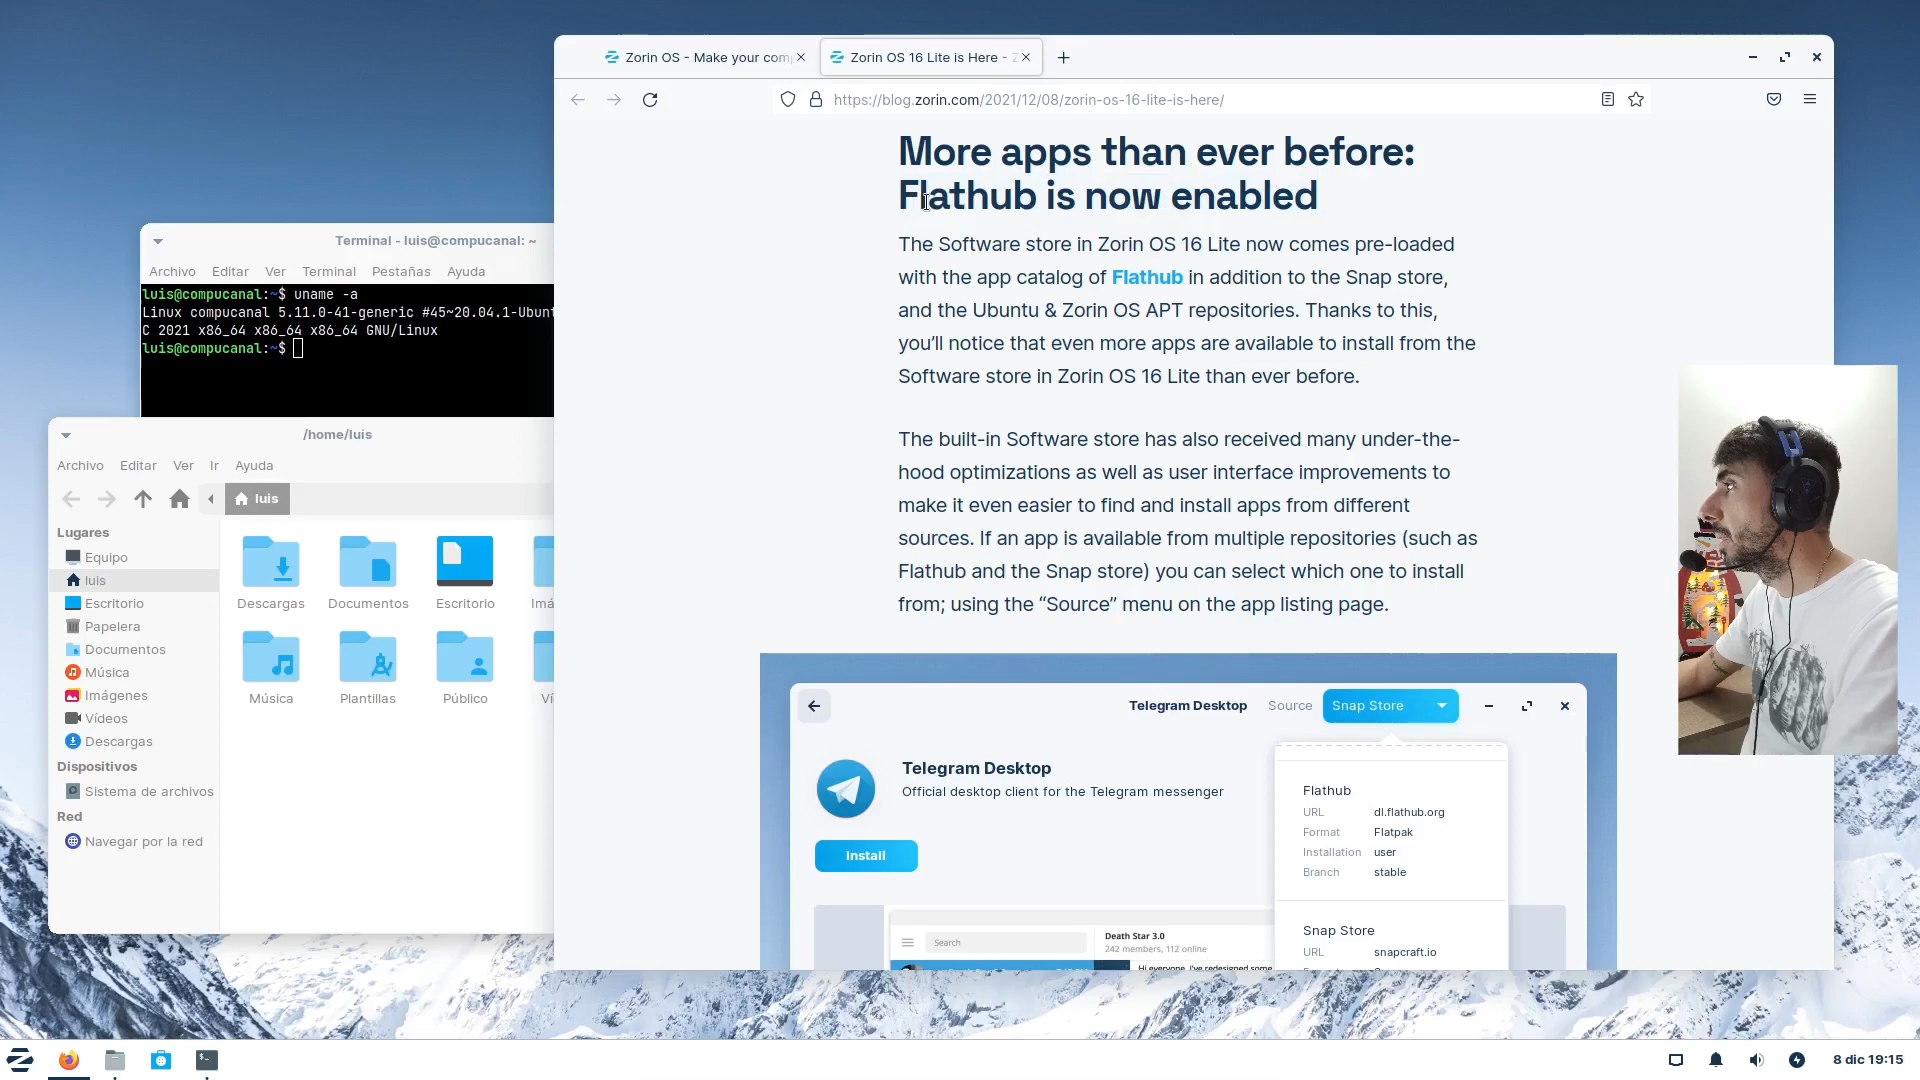 Zorin OS - Make your com
Zorin OS 16 Lite is Here - Z
https://blog.zorin.com/2021/12/08/zorin-os-16-lite-is-here/
More apps than ever before:
Flathub is now enabled
The Software store in Zorin OS 16 Lite now comes pre-loaded
with the app catalog of Flathub in addition to the Snap store,
and the Ubuntu & Zorin OS APT repositories. Thanks to this,
you’ll notice that even more apps are available to install from the
Software store in Zorin OS 16 Lite than ever before.
The built-in Software store has also received many under-the-
hood optimizations as well as user interface improvements to
make it even easier to find and install apps from different
sources. If an app is available from multiple repositories (such as
Flathub and the Snap store) you can select which one to install
from; using the “Source” menu on the app listing page.
Telegram Desktop Source Snap Store
Telegram Desktop
Official desktop client for the Telegram messenger
Install
Flathub
URL dl.flathub.org
Format Flatpak
Installation user
Branch stable
Snap Store
URL snapcraft.io
Search
Death Star 3.0
242 members, 112 online
Hi everyone, I've redesigned some
Terminal - luis@compucanal: ~
Archivo Editar Ver Terminal Pestañas Ayuda
luis@compucanal:~$ uname -a
Linux compucanal 5.11.0-41-generic #45~20.04.1-Ubunt
C 2021 x86_64 x86_64 x86_64 GNU/Linux
luis@compucanal:~$
/home/luis
Archivo Editar Ver Ir Ayuda
luis
Lugares
Equipo
luis
Escritorio
Papelera
Documentos
Música
Imágenes
Vídeos
Descargas
Dispositivos
Sistema de archivos
Red
Navegar por la red
Descargas Documentos Escritorio Imá
Música Plantillas Público Ví
8 dic 19:15